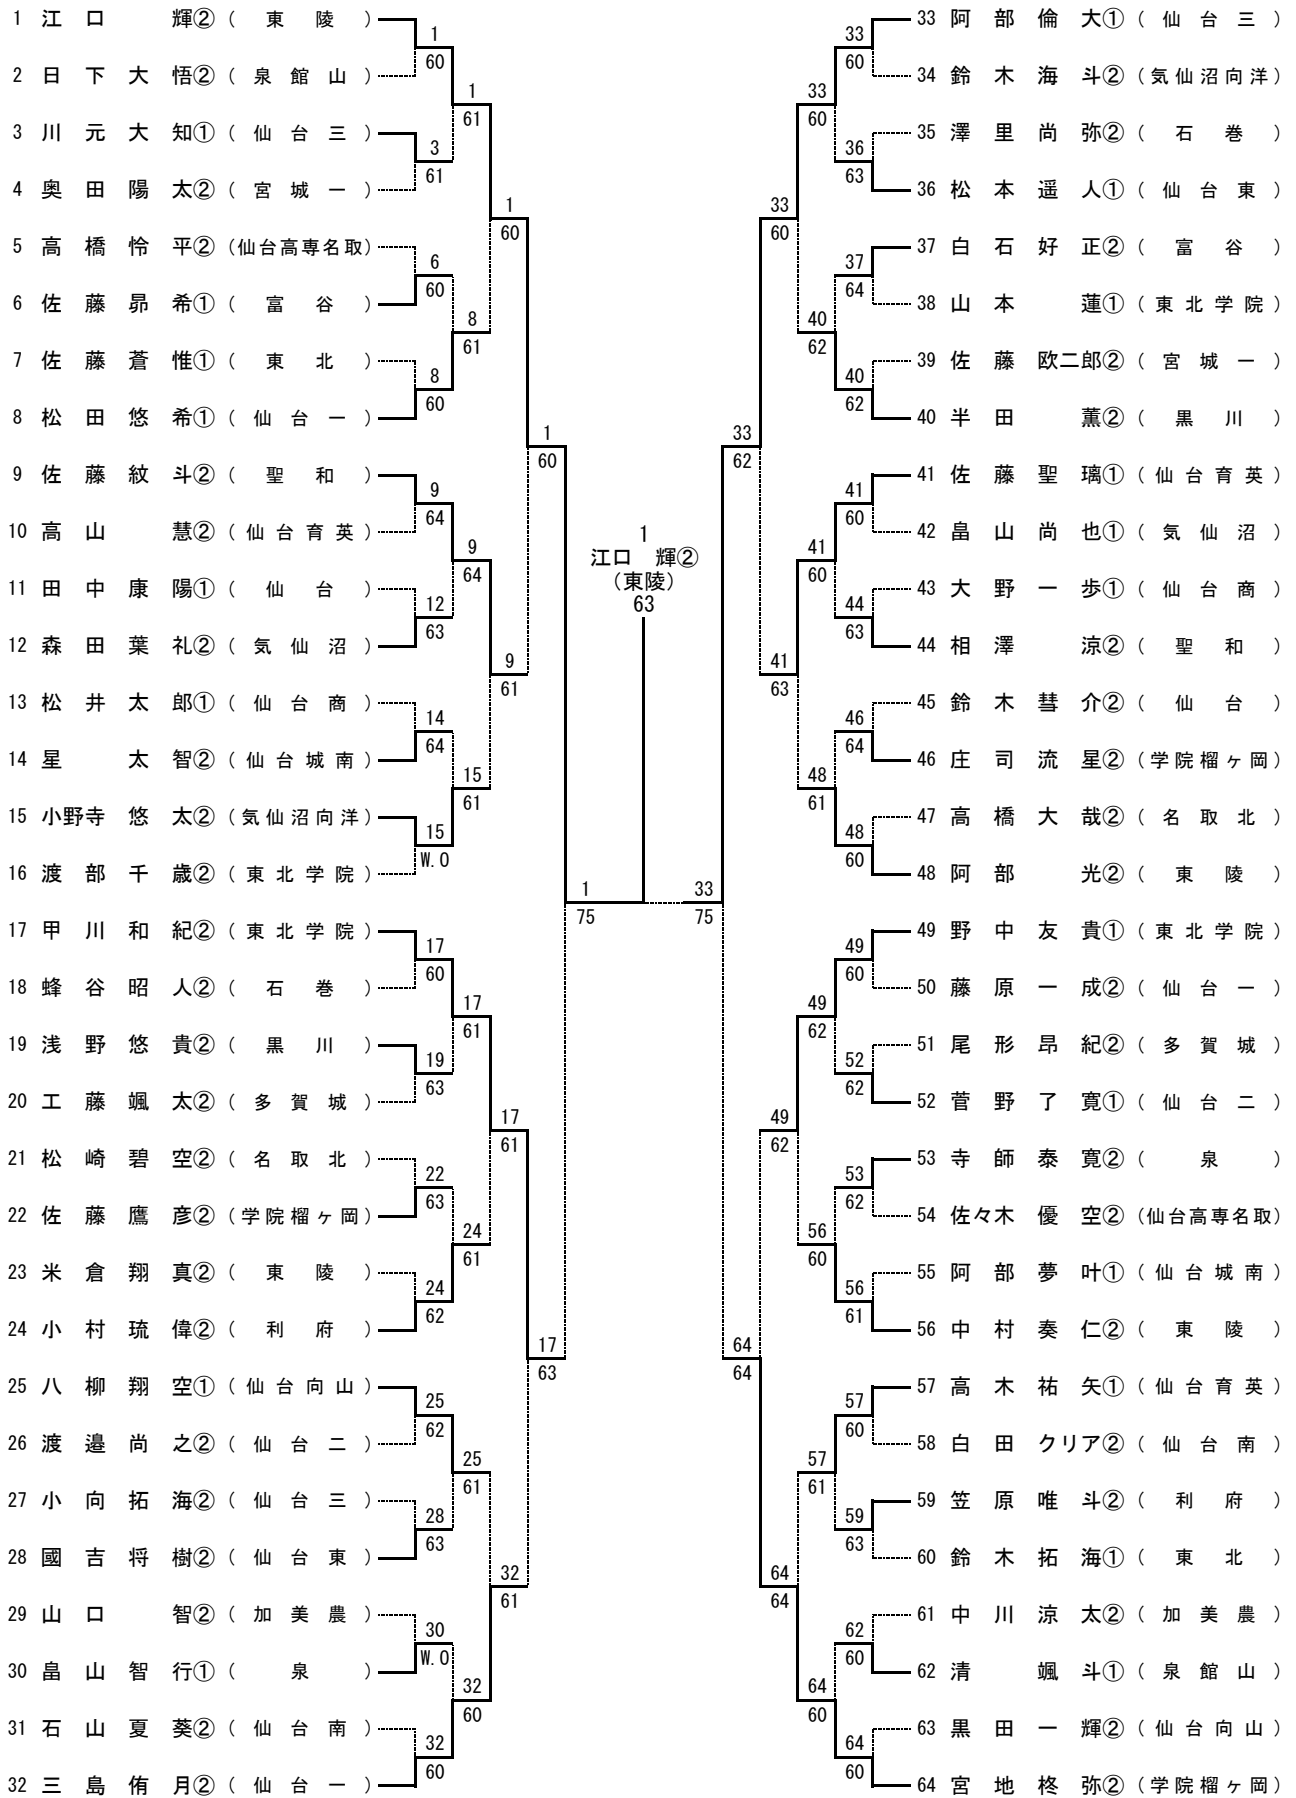 1 江口 輝② (東陵)
2 日下大悟② (泉館山)
3 川元大知① (仙台三)
4 奥田陽太② (宮城一)
5 高橋怜平② (仙台高専名取)
6 佐藤昴希① (富谷)
7 佐藤蒼惟① (東北)
8 松田悠希① (仙台一)
9 佐藤紋斗② (聖和)
10 高山 慧② (仙台育英)
11 田中康陽① (仙台)
12 森田葉礼② (気仙沼)
13 松井太郎① (仙台商)
14 星 太智② (仙台城南)
15 小野寺悠太② (気仙沼向洋)
16 渡部千歳② (東北学院)
17 甲川和紀② (東北学院)
18 蜂谷昭人② (石巻)
19 浅野悠貴② (黒川)
20 工藤颯太② (多賀城)
21 松崎碧空② (名取北)
22 佐藤鷹彦② (学院榴ヶ岡)
23 米倉翔真② (東陵)
24 小村琉偉② (利府)
25 八柳翔空① (仙台向山)
26 渡邉尚之② (仙台二)
27 小向拓海② (仙台三)
28 國吉将樹② (仙台東)
29 山口 智② (加美農)
30 畠山智行① (泉)
31 石山夏葵② (仙台南)
32 三島侑月② (仙台一)
1
60
3
61
6
60
8
60
9
64
12
63
14
64
15
W.O
17
60
19
63
22
63
24
62
25
62
28
63
30
W.O
32
60
1
61
8
61
9
64
15
61
17
61
24
61
25
61
32
60
1
60
9
61
17
61
32
61
1
60
17
63
1
75
1
江口 輝②
(東陵)
63
33
75
33
62
64
64
33
60
41
63
49
62
64
64
33
60
40
62
41
60
48
61
49
62
56
60
57
61
64
60
33
60
36
63
37
64
40
62
41
60
44
63
46
64
48
60
49
60
52
62
53
62
56
61
57
60
59
63
62
60
64
60
33 阿部倫大① (仙台三)
34 鈴木海斗② (気仙沼向洋)
35 澤里尚弥② (石巻)
36 松本遥人① (仙台東)
37 白石好正② (富谷)
38 山本 蓮① (東北学院)
39 佐藤欧二郎② (宮城一)
40 半田 薫② (黒川)
41 佐藤聖璃① (仙台育英)
42 畠山尚也① (気仙沼)
43 大野一歩① (仙台商)
44 相澤 涼② (聖和)
45 鈴木彗介② (仙台)
46 庄司流星② (学院榴ヶ岡)
47 高橋大哉② (名取北)
48 阿部 光② (東陵)
49 野中友貴① (東北学院)
50 藤原一成② (仙台一)
51 尾形昂紀② (多賀城)
52 菅野了寛① (仙台二)
53 寺師泰寛② (泉)
54 佐々木優空② (仙台高専名取)
55 阿部夢叶① (仙台城南)
56 中村奏仁② (東陵)
57 高木祐矢① (仙台育英)
58 白田クリア② (仙台南)
59 笠原唯斗② (利府)
60 鈴木拓海① (東北)
61 中川涼太② (加美農)
62 清 颯斗① (泉館山)
63 黒田一輝② (仙台向山)
64 宮地柊弥② (学院榴ヶ岡)